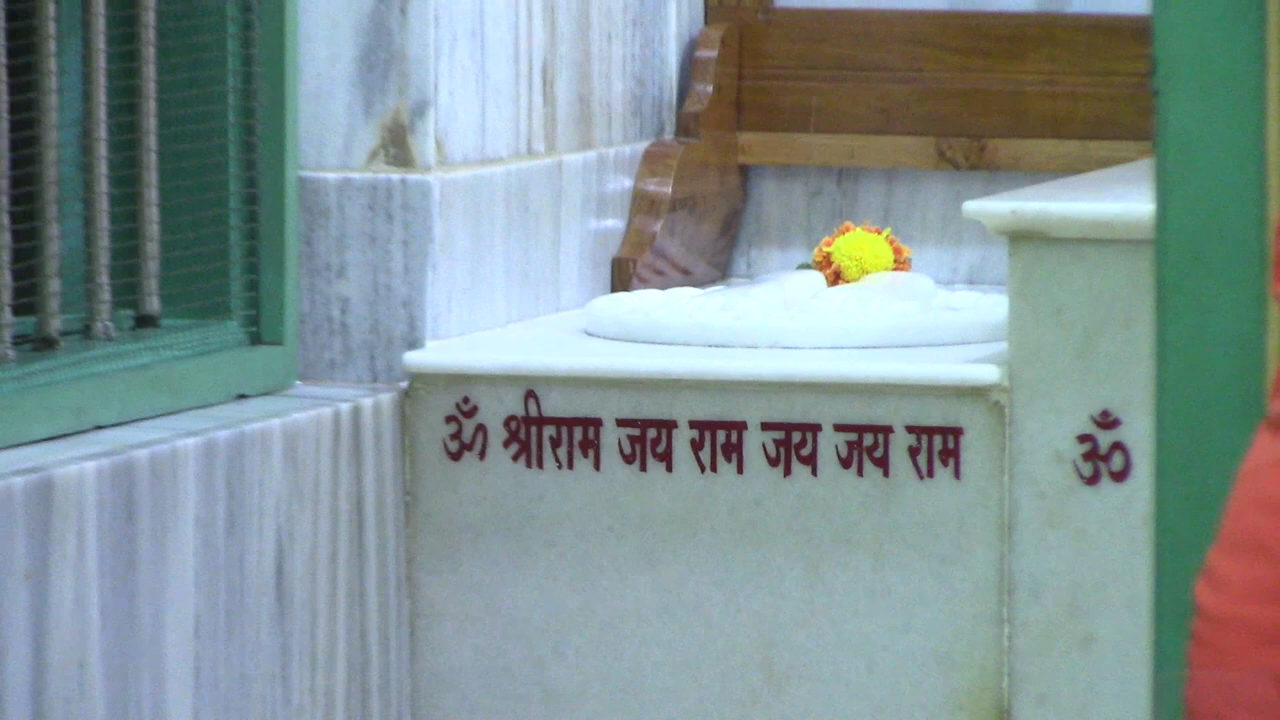 ॐ श्रीराम जय राम जय जय राम
ॐ